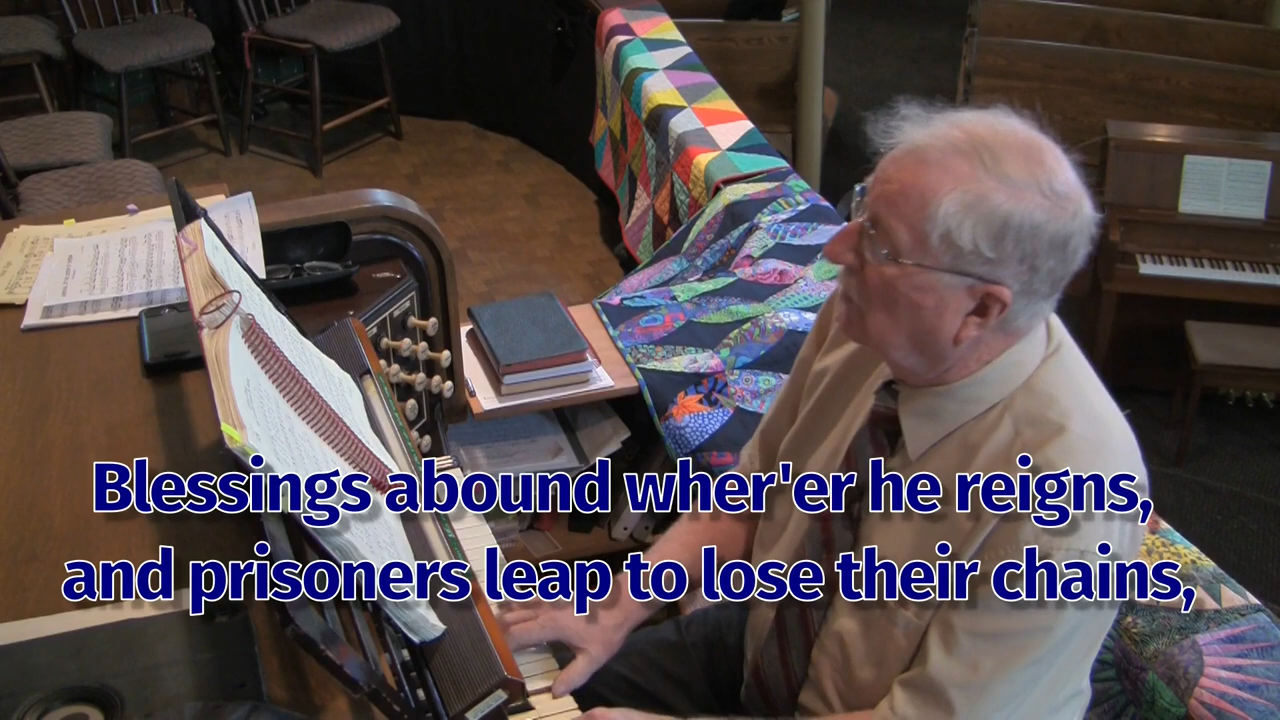 Blessings abound wher'er he reigns,
and prisoners leap to lose their chains,